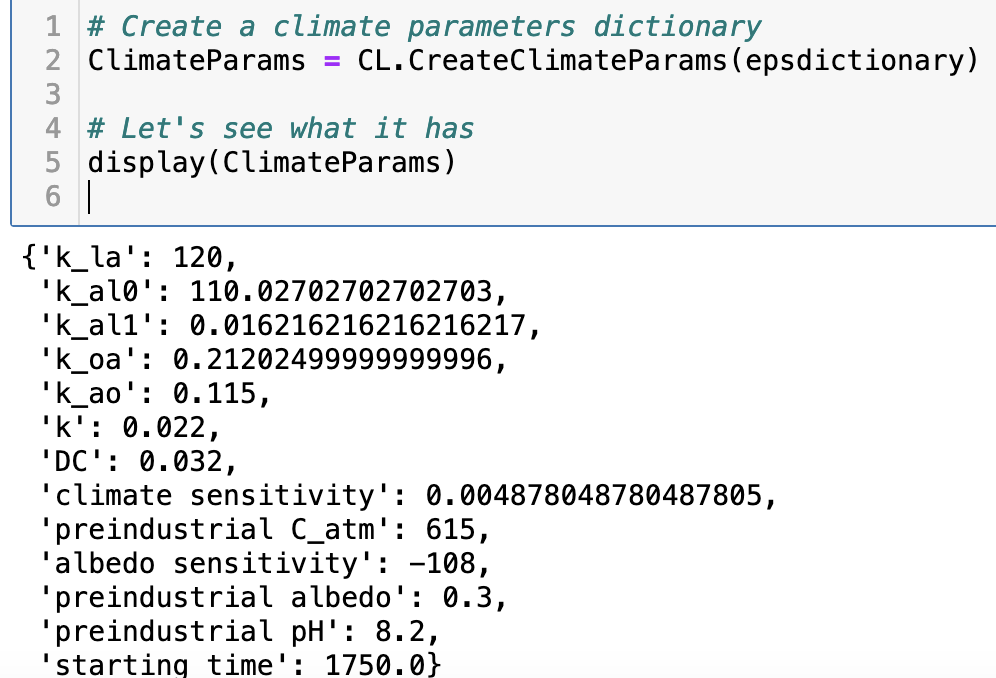 1 # Create a climate parameters dictionary
2 ClimateParams = CL.CreateClimateParams(epsdictionary)
3
4 # Let's see what it has
5 display(ClimateParams)
6
{'k_la': 120,
 'k_al0': 110.02702702702703,
 'k_al1': 0.016216216216216217,
 'k_oa': 0.21202499999999996,
 'k_ao': 0.115,
 'k': 0.022,
 'DC': 0.032,
 'climate sensitivity': 0.004878048780487805,
 'preindustrial C_atm': 615,
 'albedo sensitivity': -108,
 'preindustrial albedo': 0.3,
 'preindustrial pH': 8.2,
 'starting time': 1750.0}